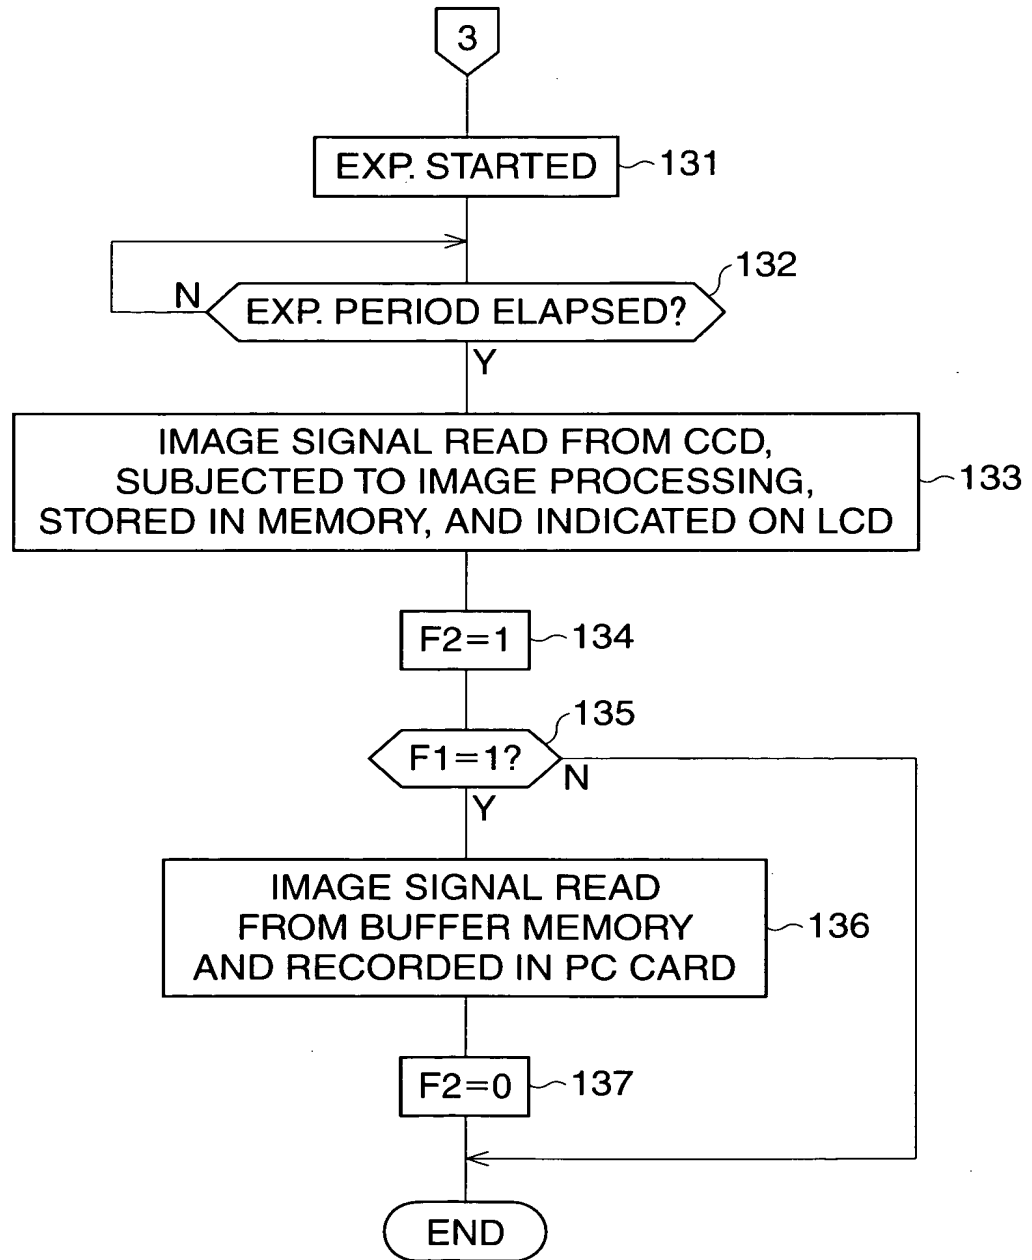 3
EXP. STARTED
131
132
N
EXP. PERIOD ELAPSED?
Y
IMAGE SIGNAL READ FROM CCD,
SUBJECTED TO IMAGE PROCESSING,
STORED IN MEMORY, AND INDICATED ON LCD
133
F2=1
134
135
F1=1?
N
Y
IMAGE SIGNAL READ
FROM BUFFER MEMORY
AND RECORDED IN PC CARD
136
F2=0
137
END